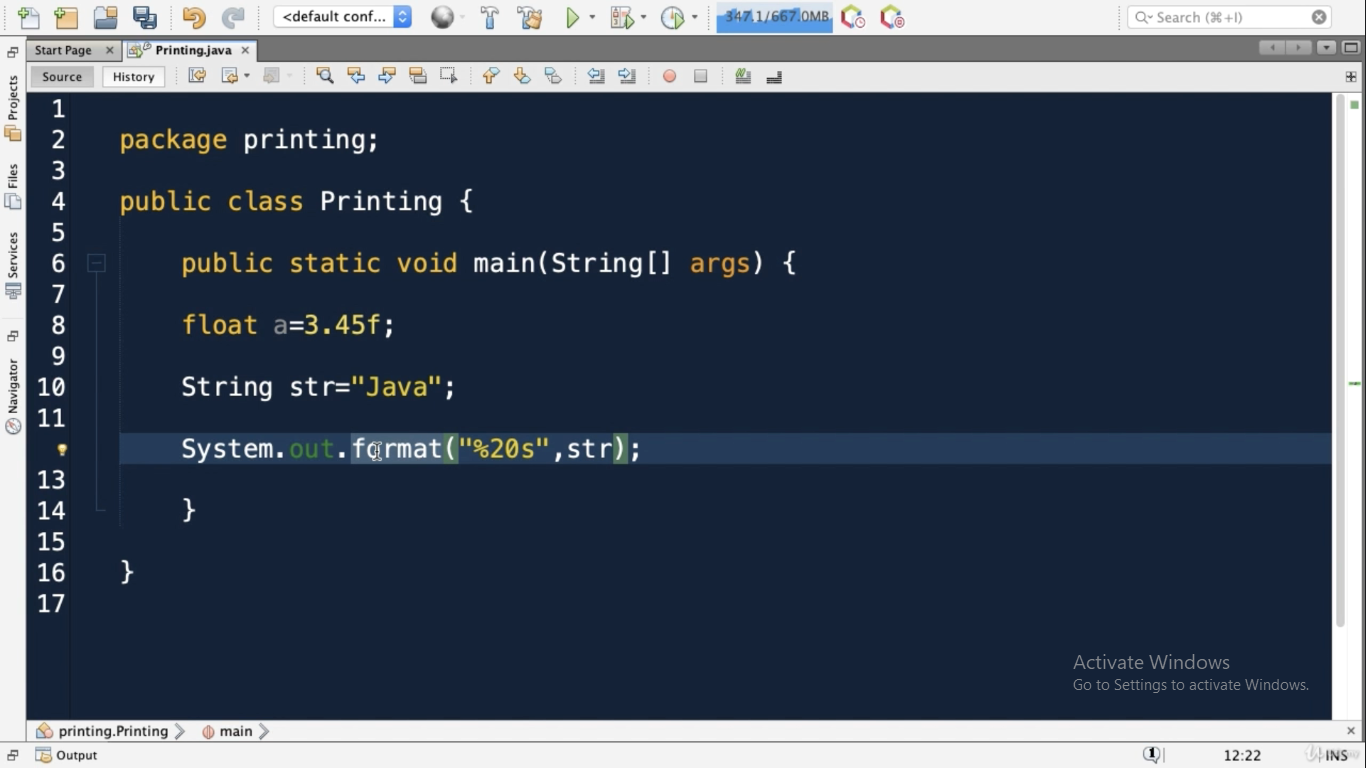 <default conf...
347.1/667.0MB
Search (⌘+I)
Start Page
Printing.java
Source
History
Projects
Files
Services
Navigator
1
2 package printing;
3
4 public class Printing {
5
6 public static void main(String[] args) {
7
8 float a=3.45f;
9
10 String str="Java";
11
System.out.format("%20s",str);
13
14 }
15
16 }
17
Activate Windows
Go to Settings to activate Windows.
printing.Printing
main
Output
1
12:22
INS